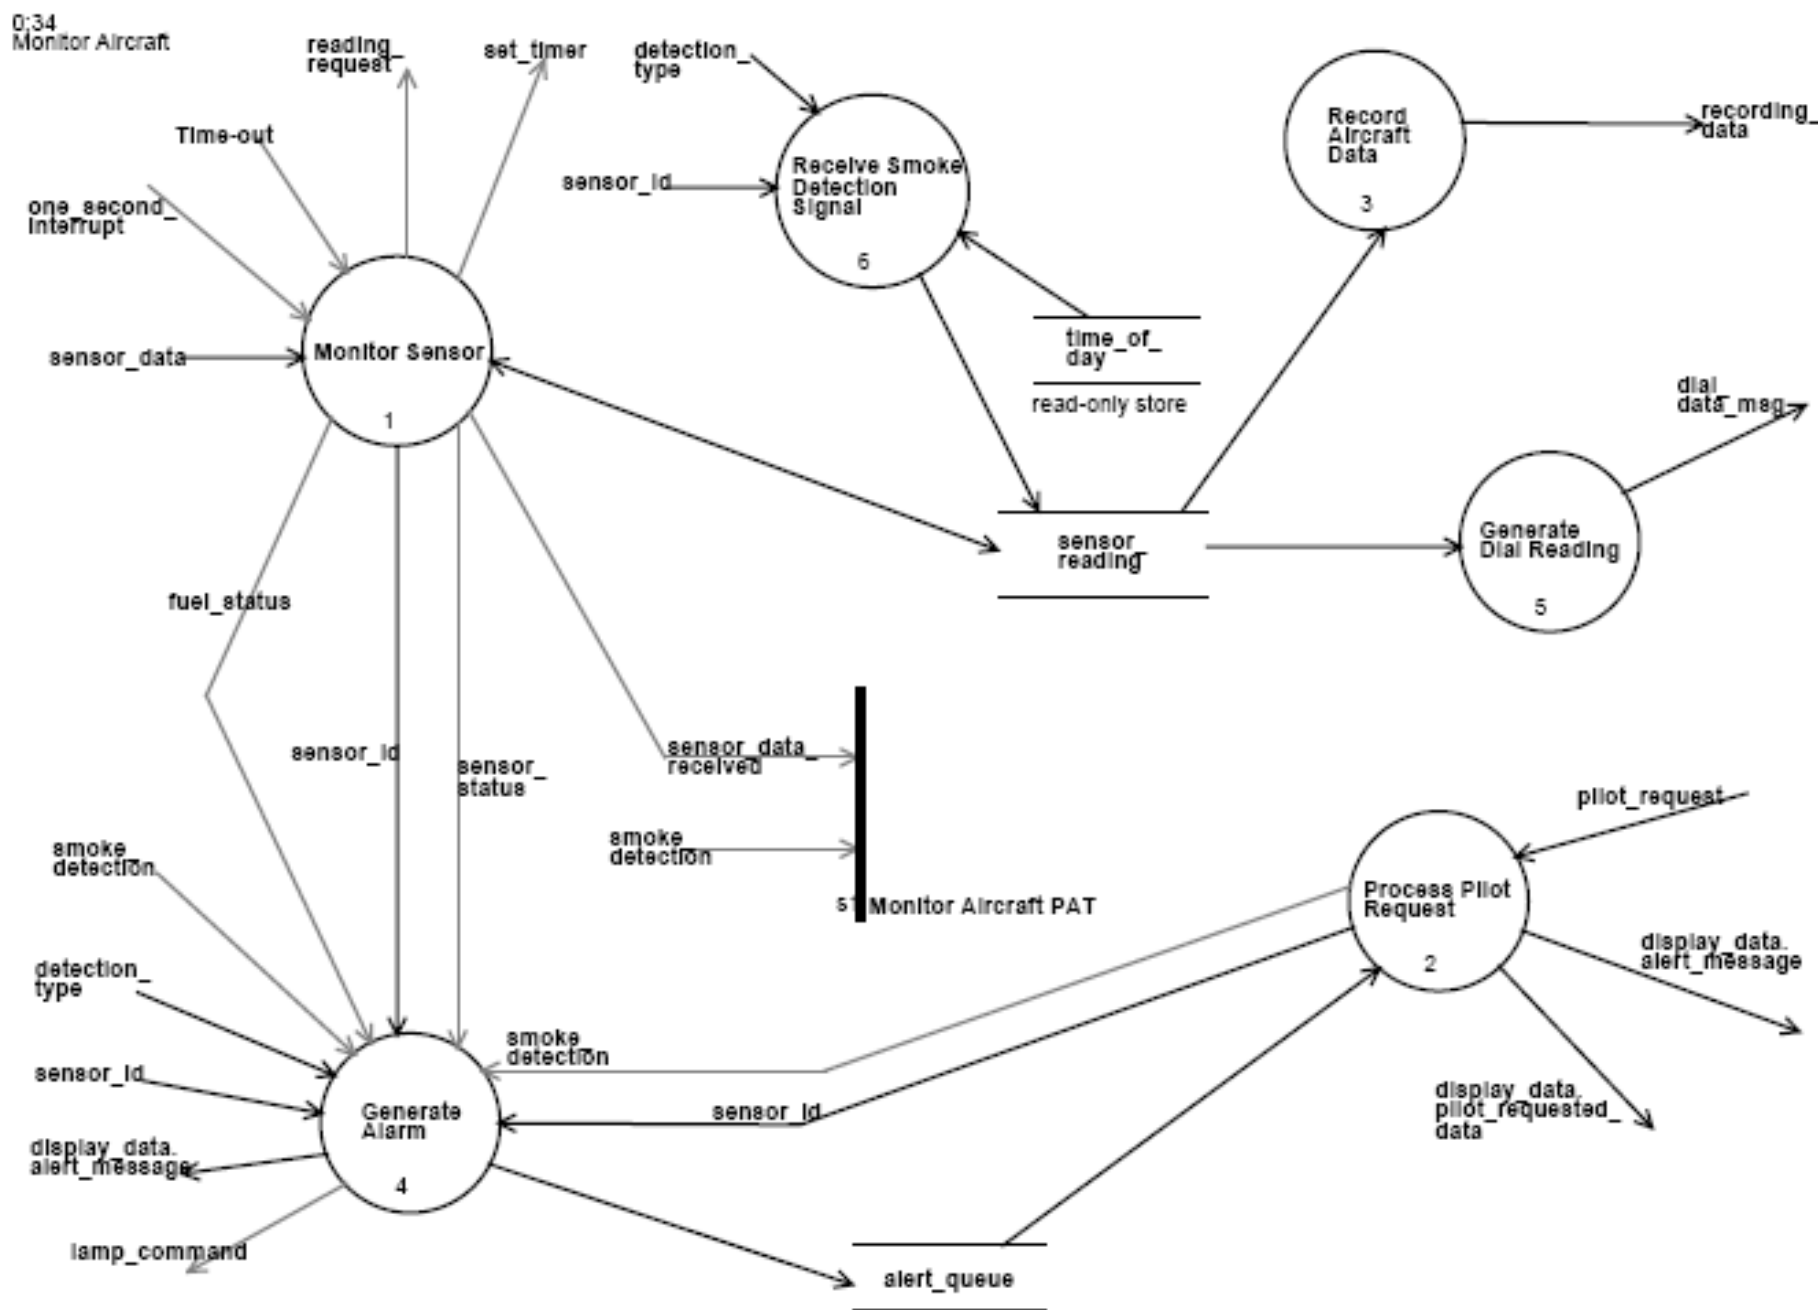 0:34
Monitor Aircraft
reading_
request
set_timer
detection_
type
Time-out
one_second_
interrupt
sensor_id
Receive Smoke
Detection
Signal
6
Record
Aircraft
Data
3
recording_
data
sensor_data
Monitor Sensor
1
time_of_
day
read-only store
dial_
data_msg
sensor_
reading
Generate
Dial Reading
5
fuel_status
sensor_id
sensor_
status
sensor_data_
received
smoke_
detection
Monitor Aircraft PAT
pilot_request
Process Pilot
Request
2
display_data.
alert_message
display_data.
pilot_requested_
data
smoke_
detection
detection_
type
sensor_id
display_data.
alert_message
lamp_command
Generate
Alarm
4
smoke_
detection
sensor_id
alert_queue